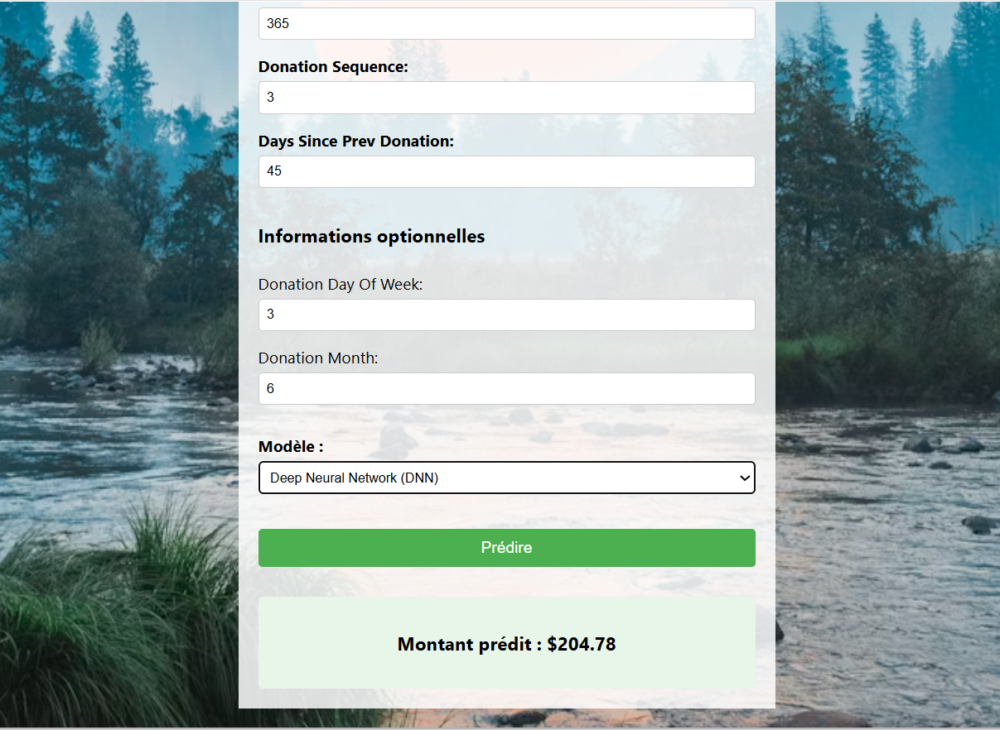 365
Donation Sequence:
3
Days Since Prev Donation:
45
Informations optionnelles
Donation Day Of Week:
3
Donation Month:
6
Modèle :
Deep Neural Network (DNN)
Prédire
Montant prédit : $204.78